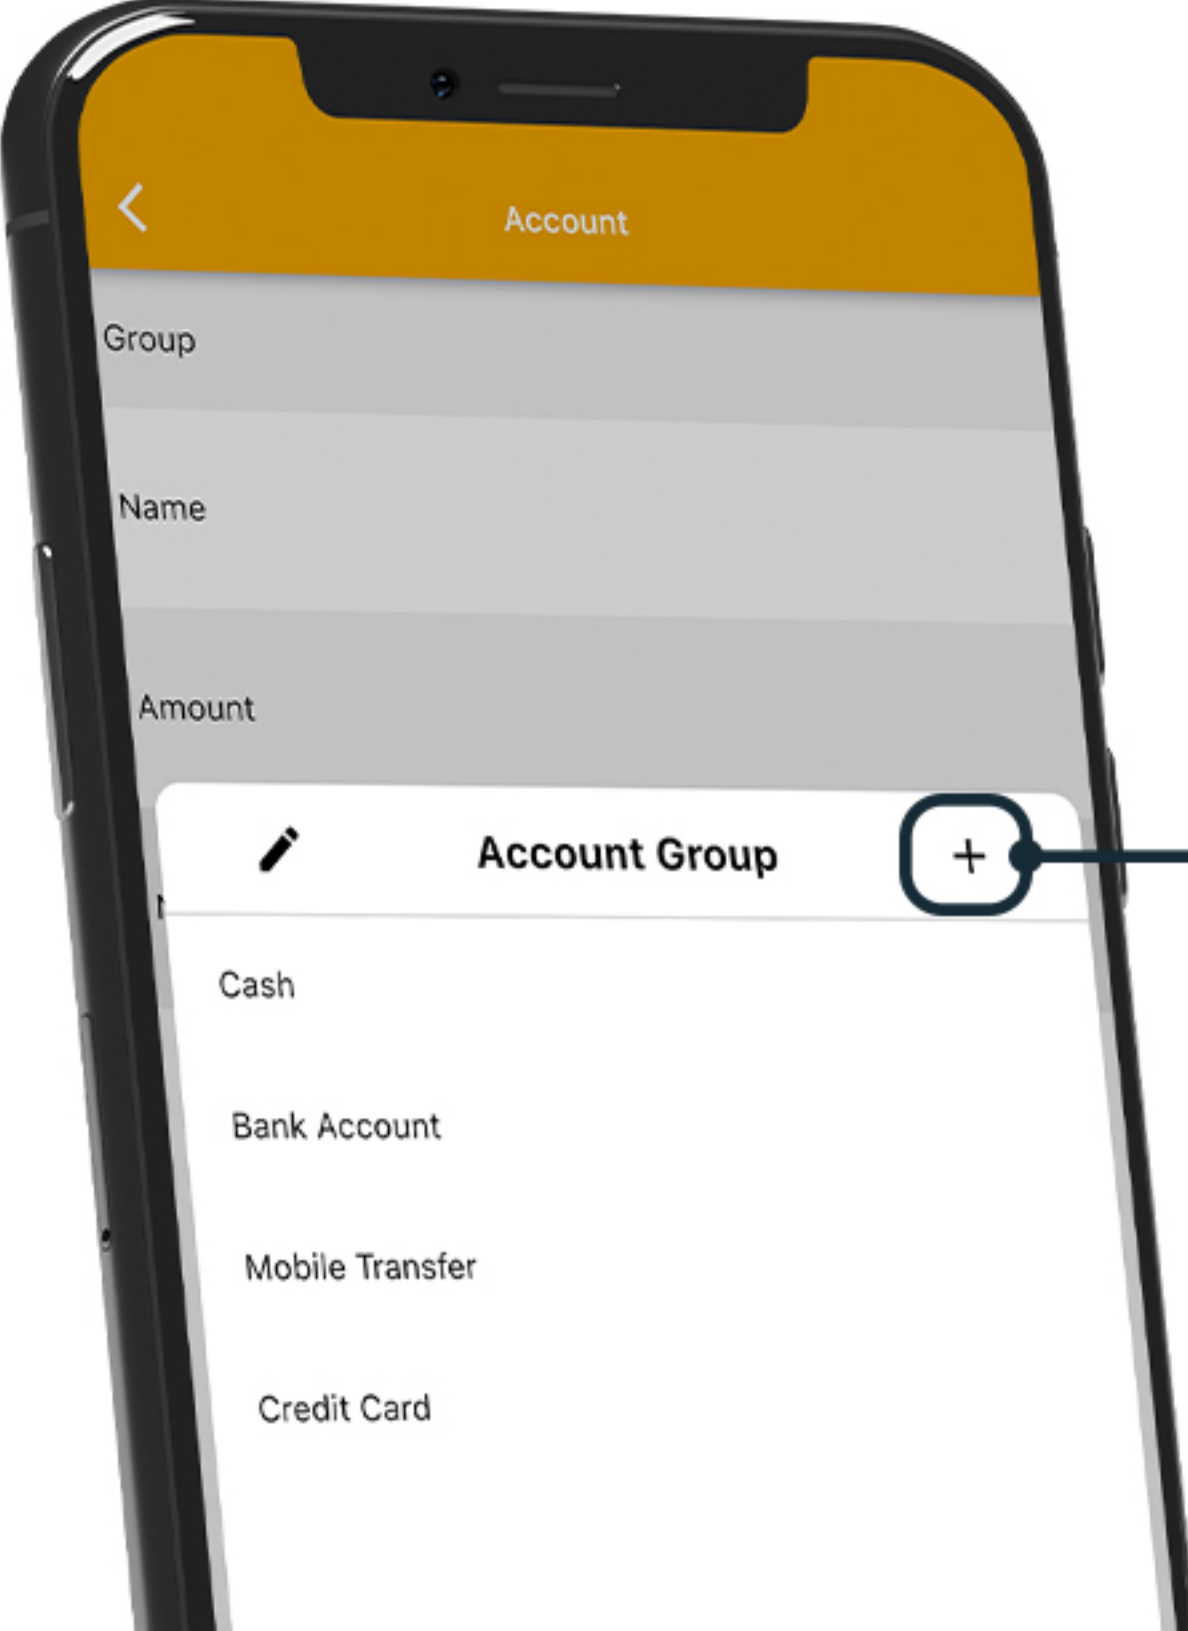 Account
Group
Name
Amount
Account Group
+
Cash
Bank Account
Mobile Transfer
Credit Card